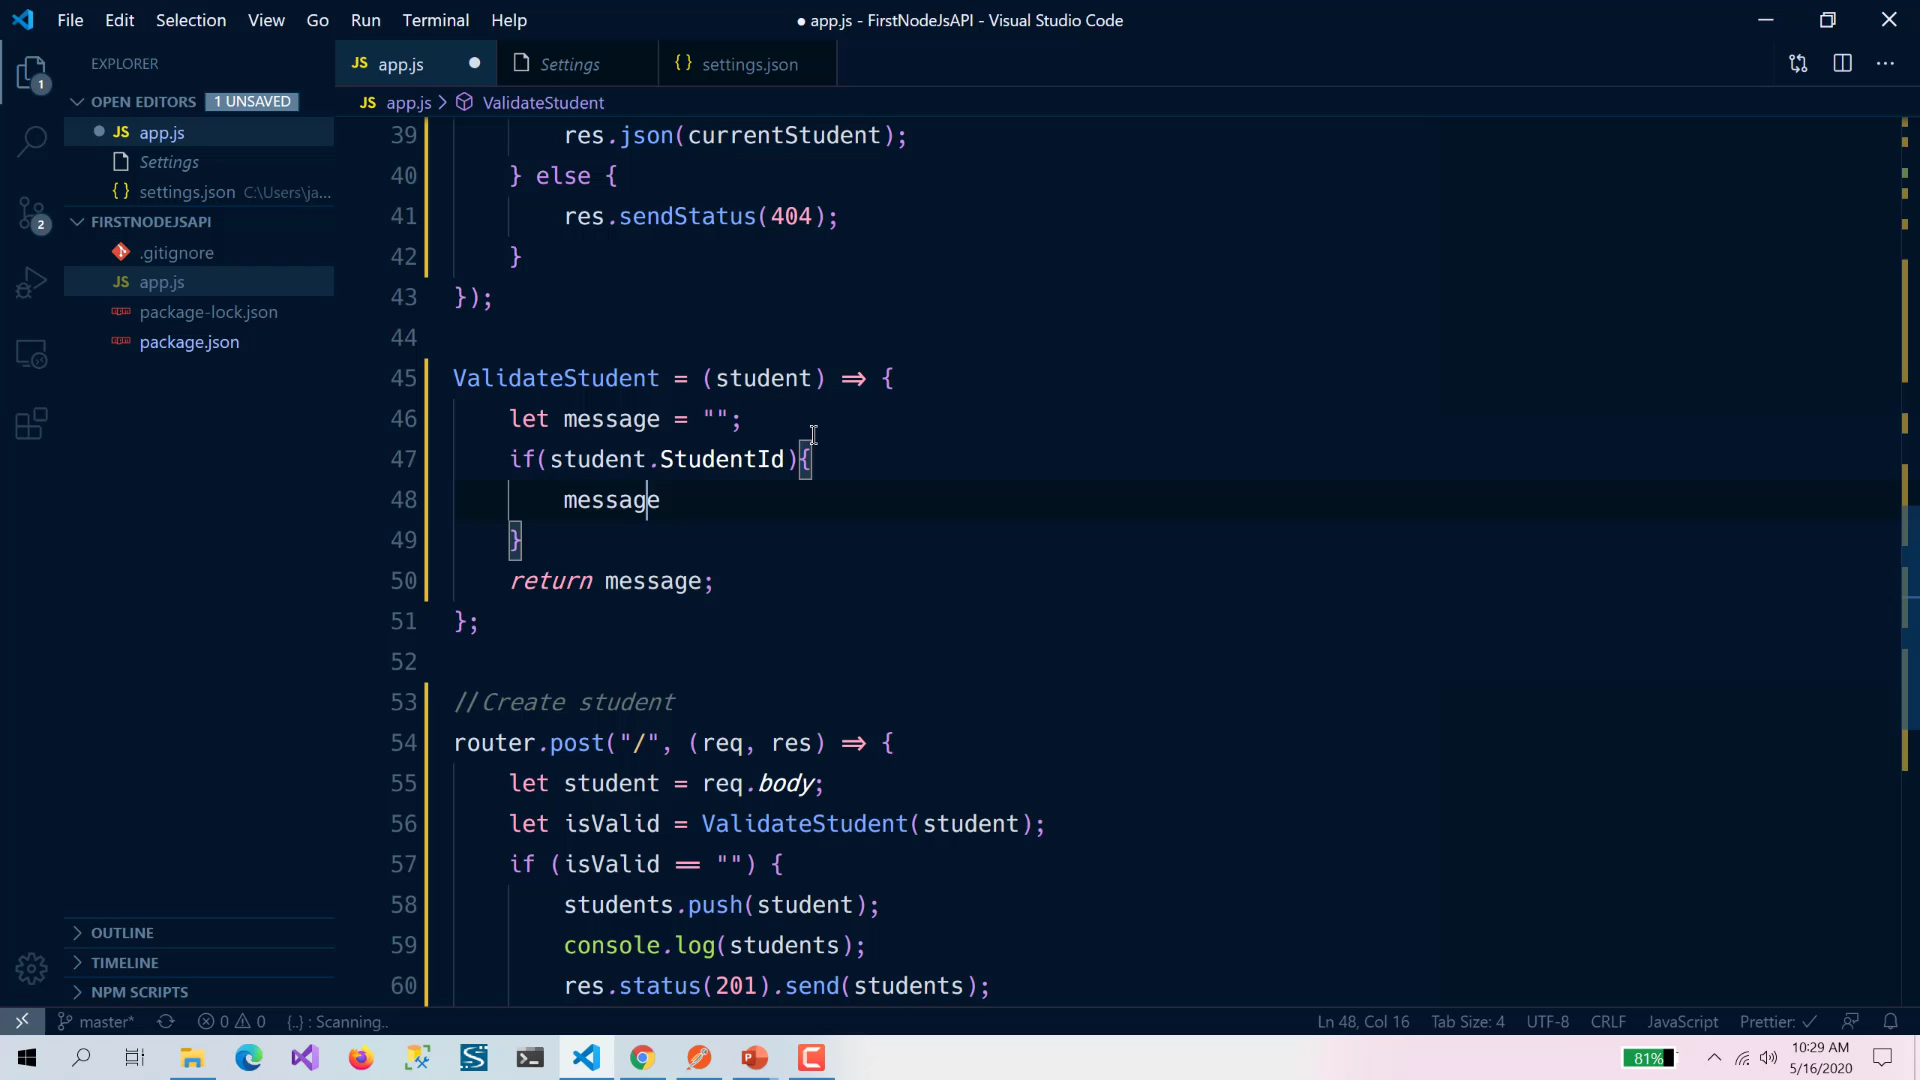 File Edit Selection View Go Run Terminal Help
● app.js - FirstNodeJsAPI - Visual Studio Code
EXPLORER
JS app.js ●
Settings
{} settings.json
OPEN EDITORS 1 UNSAVED
JS app.js > ValidateStudent
JS app.js
Settings
{} settings.json C:\Users\ja...
FIRSTNODEJSAPI
.gitignore
JS app.js
package-lock.json
package.json
OUTLINE
TIMELINE
NPM SCRIPTS
1
2
39 res.json(currentStudent);
40 } else {
41 res.sendStatus(404);
42 }
43 });
44
45 ValidateStudent = (student) => {
46 let message = "";
47 if(student.StudentId){
48 message
49 }
50 return message;
51 };
52
53 //Create student
54 router.post("/", (req, res) => {
55 let student = req.body;
56 let isValid = ValidateStudent(student);
57 if (isValid == "") {
58 students.push(student);
59 console.log(students);
60 res.status(201).send(students);
master* 0 0 {..} : Scanning..
Ln 48, Col 16 Tab Size: 4 UTF-8 CRLF JavaScript Prettier: ✓
81%
10:29 AM
5/16/2020